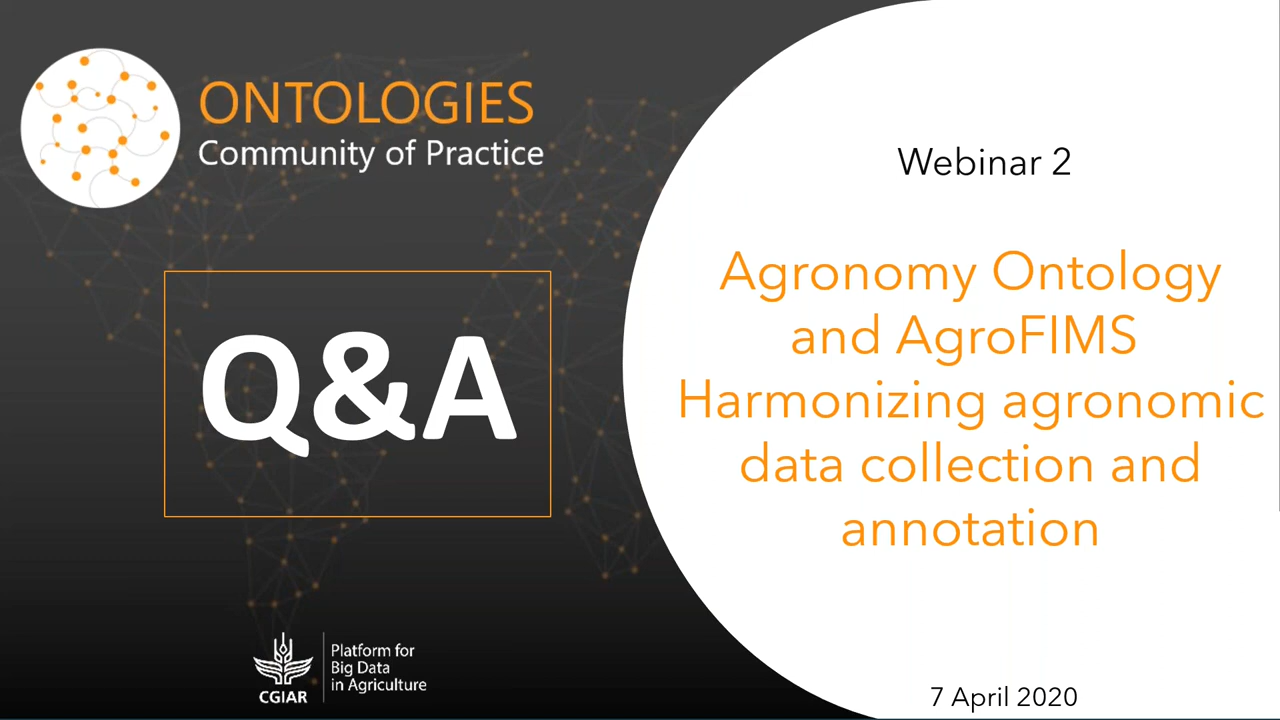 ONTOLOGIES
Community of Practice
Q&A
CGIAR
Platform for
Big Data
in Agriculture
Webinar 2
Agronomy Ontology
and AgroFIMS
Harmonizing agronomic
data collection and
annotation
7 April 2020